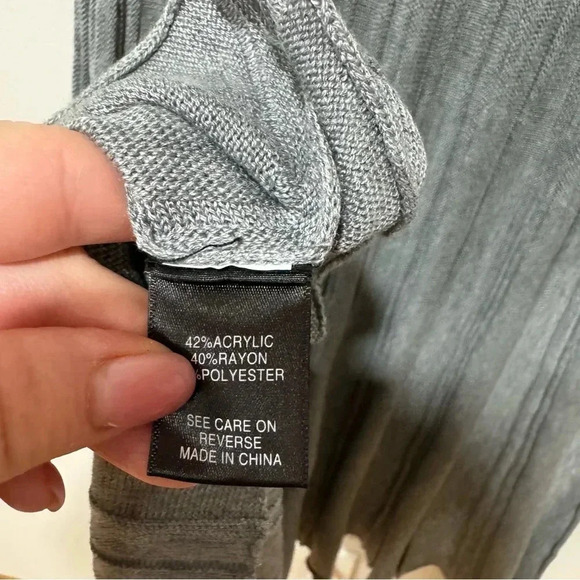 42%ACRYLIC
40%RAYON
%POLYESTER
SEE CARE ON
REVERSE
MADE IN CHINA